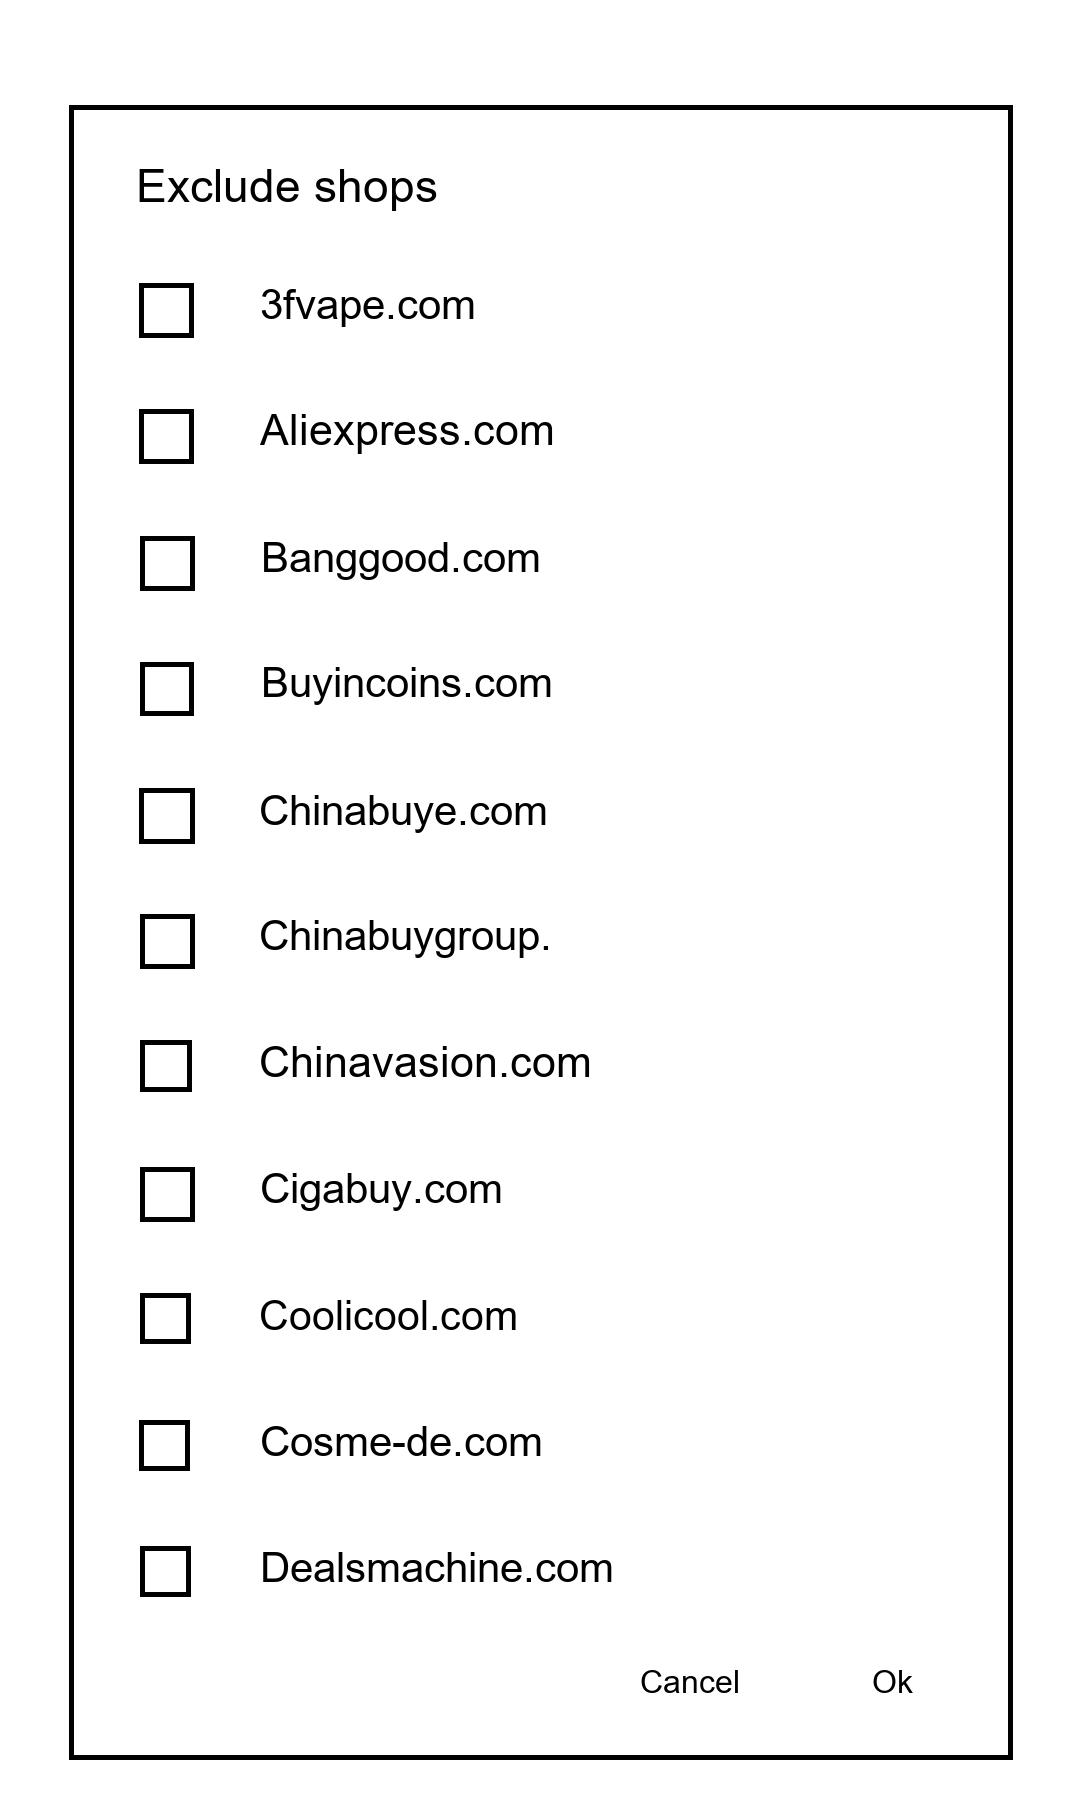 Exclude shops
3fvape.com
Aliexpress.com
Banggood.com
Buyincoins.com
Chinabuye.com
Chinabuygroup.
Chinavasion.com
Cigabuy.com
Coolicool.com
Cosme-de.com
Dealsmachine.com
Cancel Ok